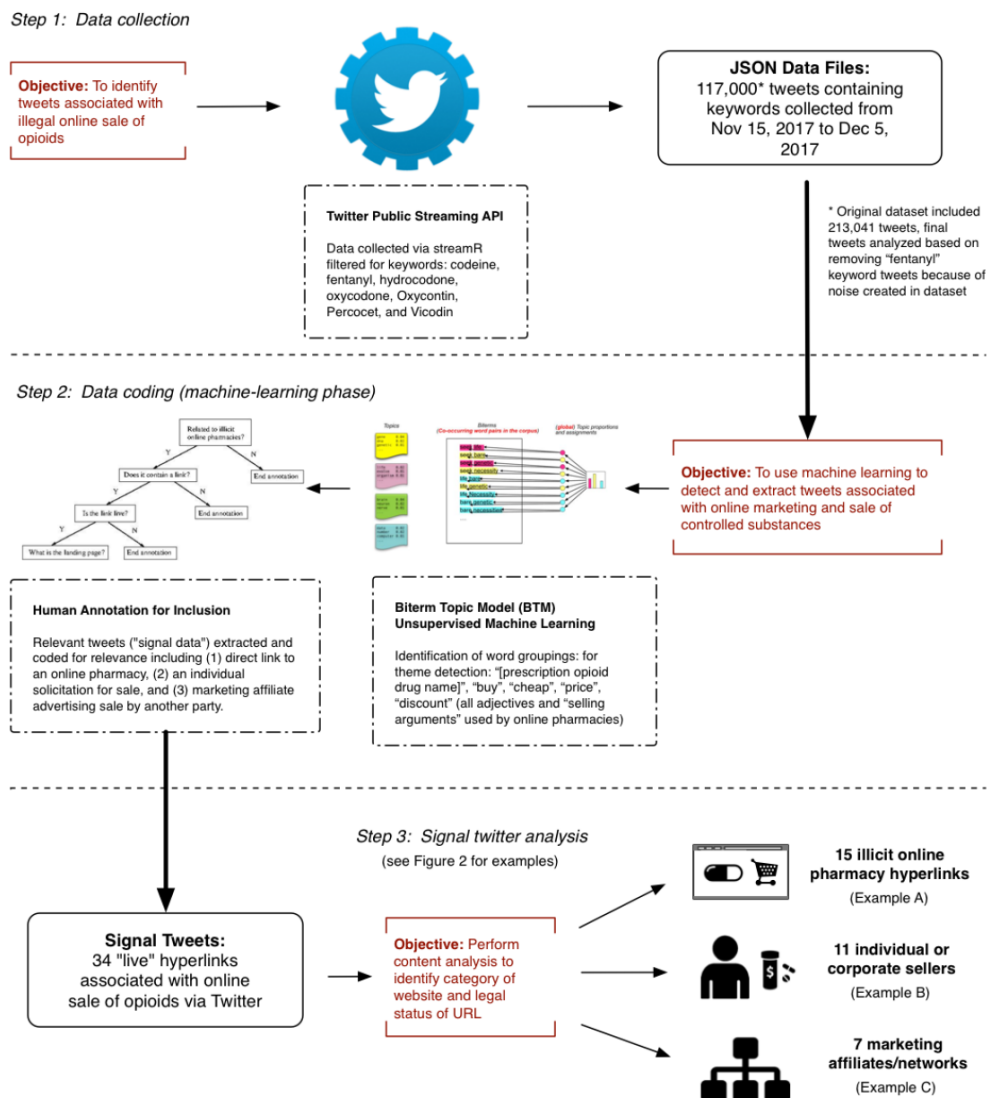 Step 1: Data collection
Objective: To identify
tweets associated with
illegal online sale of
opioids
JSON Data Files:
117,000* tweets containing
keywords collected from
Nov 15, 2017 to Dec 5,
2017
Twitter Public Streaming API
Data collected via streamR
filtered for keywords: codeine,
fentanyl, hydrocodone,
oxycodone, Oxycontin,
Percocet, and Vicodin
* Original dataset included
213,041 tweets, final
tweets analyzed based on
removing “fentanyl”
keyword tweets because of
noise created in dataset
Step 2: Data coding (machine-learning phase)
Related to illicit
online pharmacies?
Y
N
Does it contain a link?
End annotation
Y
N
Is the link live?
End annotation
Y
N
What is the landing page?
End annotation
Topics
Biterms
(Co-occurring word pairs in the corpus)
(global) Topic proportions
and assignments
Objective: To use machine learning to
detect and extract tweets associated
with online marketing and sale of
controlled substances
Human Annotation for Inclusion
Relevant tweets ("signal data") extracted and
coded for relevance including (1) direct link to
an online pharmacy, (2) an individual
solicitation for sale, and (3) marketing affiliate
advertising sale by another party.
Biterm Topic Model (BTM)
Unsupervised Machine Learning
Identification of word groupings: for
theme detection: “[prescription opioid
drug name]”, “buy”, “cheap”, “price”,
“discount” (all adjectives and “selling
arguments” used by online pharmacies)
Step 3: Signal twitter analysis
(see Figure 2 for examples)
Signal Tweets:
34 "live" hyperlinks
associated with online
sale of opioids via Twitter
Objective: Perform
content analysis to
identify category of
website and legal
status of URL
15 illicit online
pharmacy hyperlinks
(Example A)
$
11 individual or
corporate sellers
(Example B)
7 marketing
affiliates/networks
(Example C)